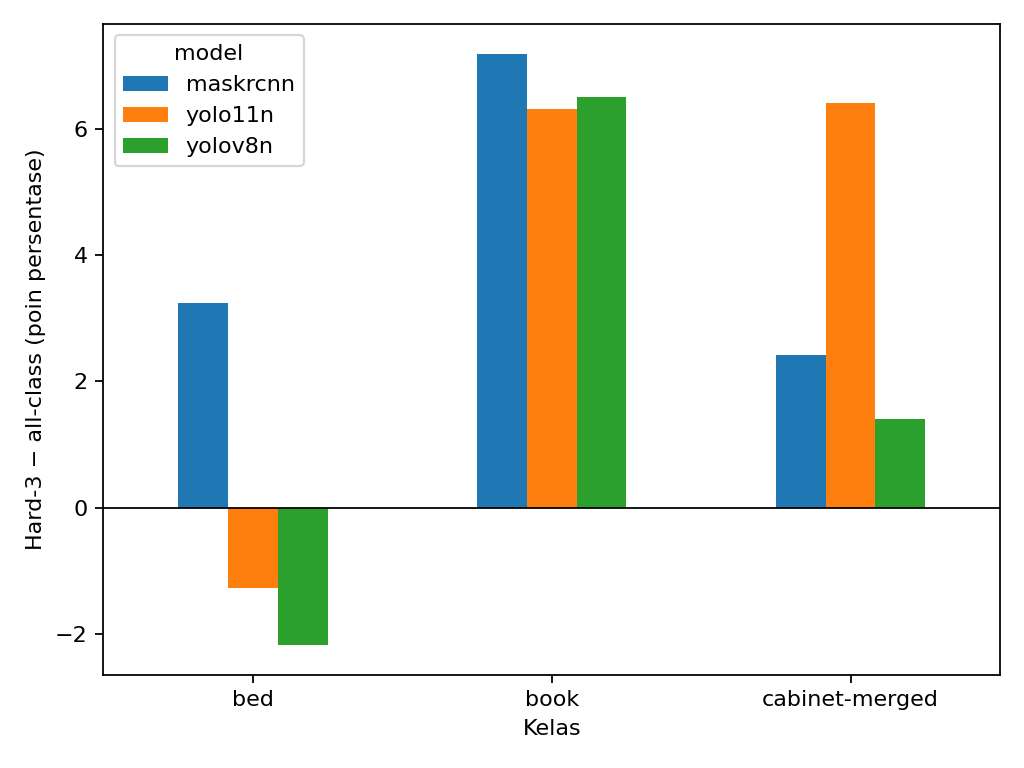 model
maskrcnn
yolo11n
yolov8n
Hard-3 − all-class (poin persentase)
6
4
2
0
−2
bed
book
cabinet-merged
Kelas